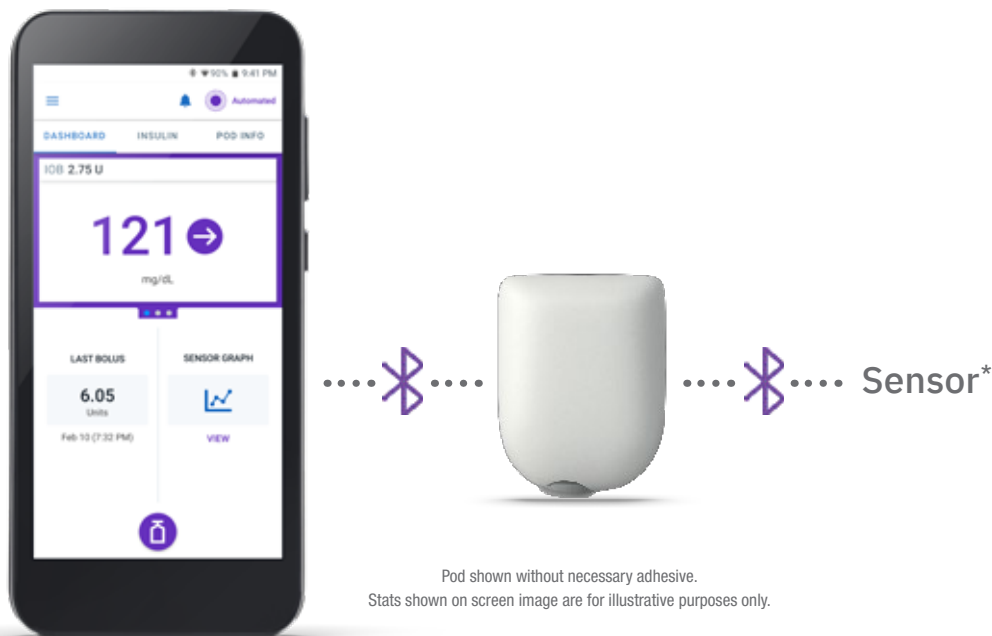 90% 9:41 PM
Automated
DASHBOARD INSULIN POD INFO
IOB 2.75 U
121
mg/dL
LAST BOLUS SENSOR GRAPH
6.05
Units
Feb 10 (7:32 PM) VIEW
Sensor*
Pod shown without necessary adhesive.
Stats shown on screen image are for illustrative purposes only.